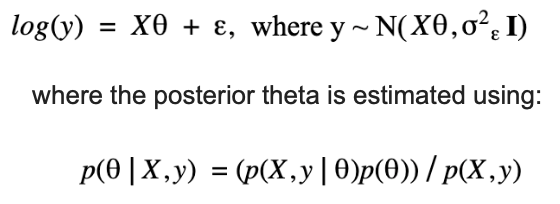 log(y) = Xθ + ε, where y ~ N(Xθ,σ²ε I)
where the posterior theta is estimated using:
p(θ | X,y) = (p(X,y | θ)p(θ)) / p(X,y)